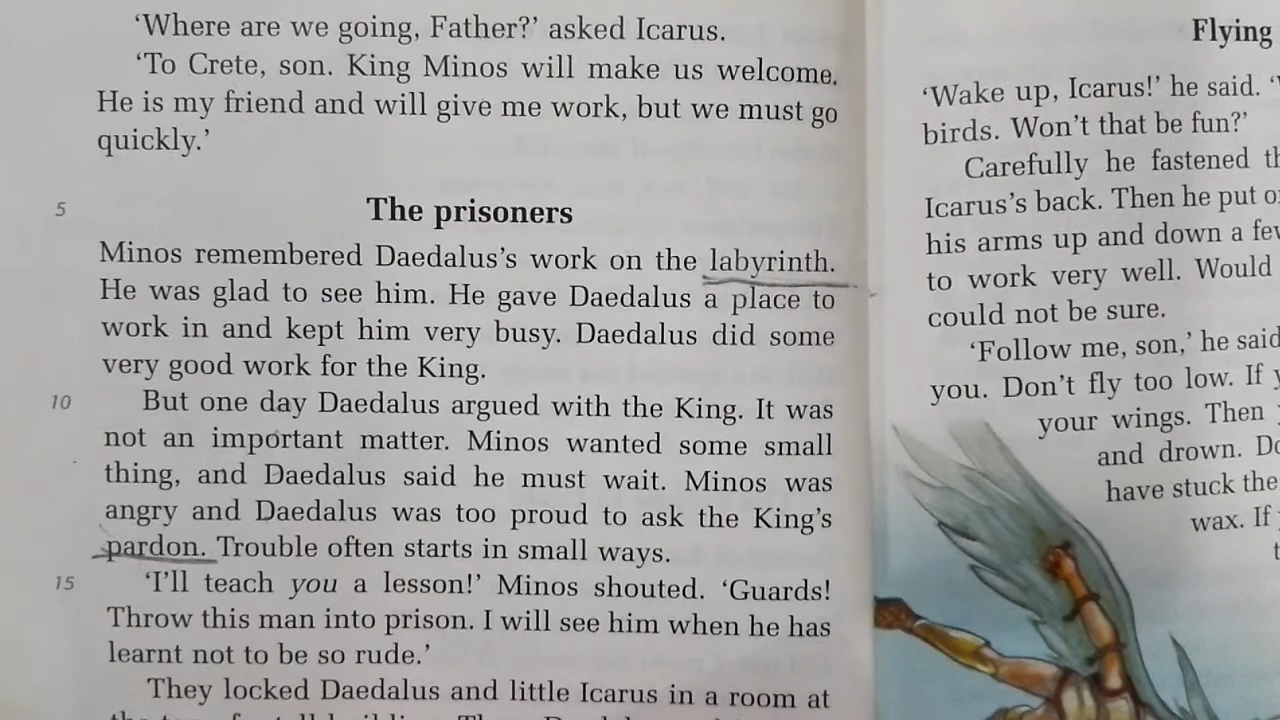 ‘Where are we going, Father?’ asked Icarus.
‘To Crete, son. King Minos will make us welcome.
He is my friend and will give me work, but we must go
quickly.’
5
The prisoners
Minos remembered Daedalus’s work on the labyrinth.
He was glad to see him. He gave Daedalus a place to
work in and kept him very busy. Daedalus did some
very good work for the King.
10
But one day Daedalus argued with the King. It was
not an important matter. Minos wanted some small
thing, and Daedalus said he must wait. Minos was
angry and Daedalus was too proud to ask the King’s
pardon. Trouble often starts in small ways.
15
‘I’ll teach you a lesson!’ Minos shouted. ‘Guards!
Throw this man into prison. I will see him when he has
learnt not to be so rude.’
They locked Daedalus and little Icarus in a room at
Flying
‘Wake up, Icarus!’ he said.
birds. Won’t that be fun?’
Carefully he fastened
Icarus’s back. Then he put
his arms up and down a
to work very well. Would
could not be sure.
‘Follow me, son,’ he said
you. Don’t fly too low. If
your wings. Then
and drown.
have stuck the
wax. If